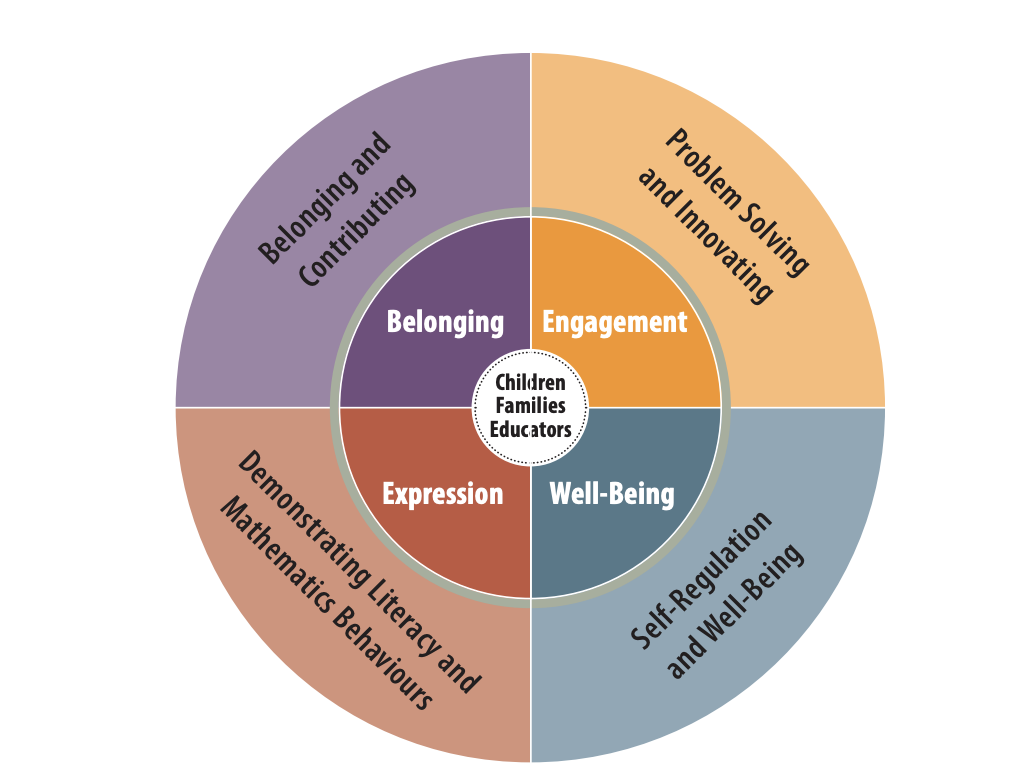 Belonging and
Contributing
Problem Solving
and Innovating
Belonging
Engagement
Children
Families
Educators
Expression
Well-Being
Demonstrating Literacy and
Mathematics Behaviours
Self-Regulation
and Well-Being